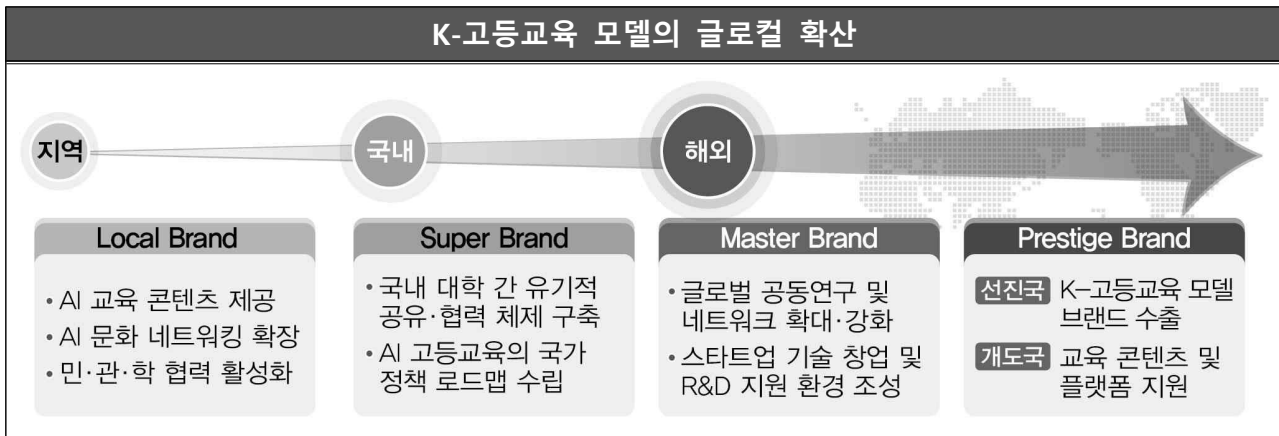 K-고등교육 모델의 글로컬 확산
지역
국내
해외
Local Brand
• AI 교육 콘텐츠 제공
• AI 문화 네트워킹 확장
• 민·관·학 협력 활성화
Super Brand
• 국내 대학 간 유기적
공유·협력 체제 구축
• AI 고등교육의 국가
정책 로드맵 수립
Master Brand
• 글로벌 공동연구 및
네트워크 확대·강화
• 스타트업 기술 창업 및
R&D 지원 환경 조성
Prestige Brand
선진국 K–고등교육 모델
브랜드 수출
개도국 교육 콘텐츠 및
플랫폼 지원